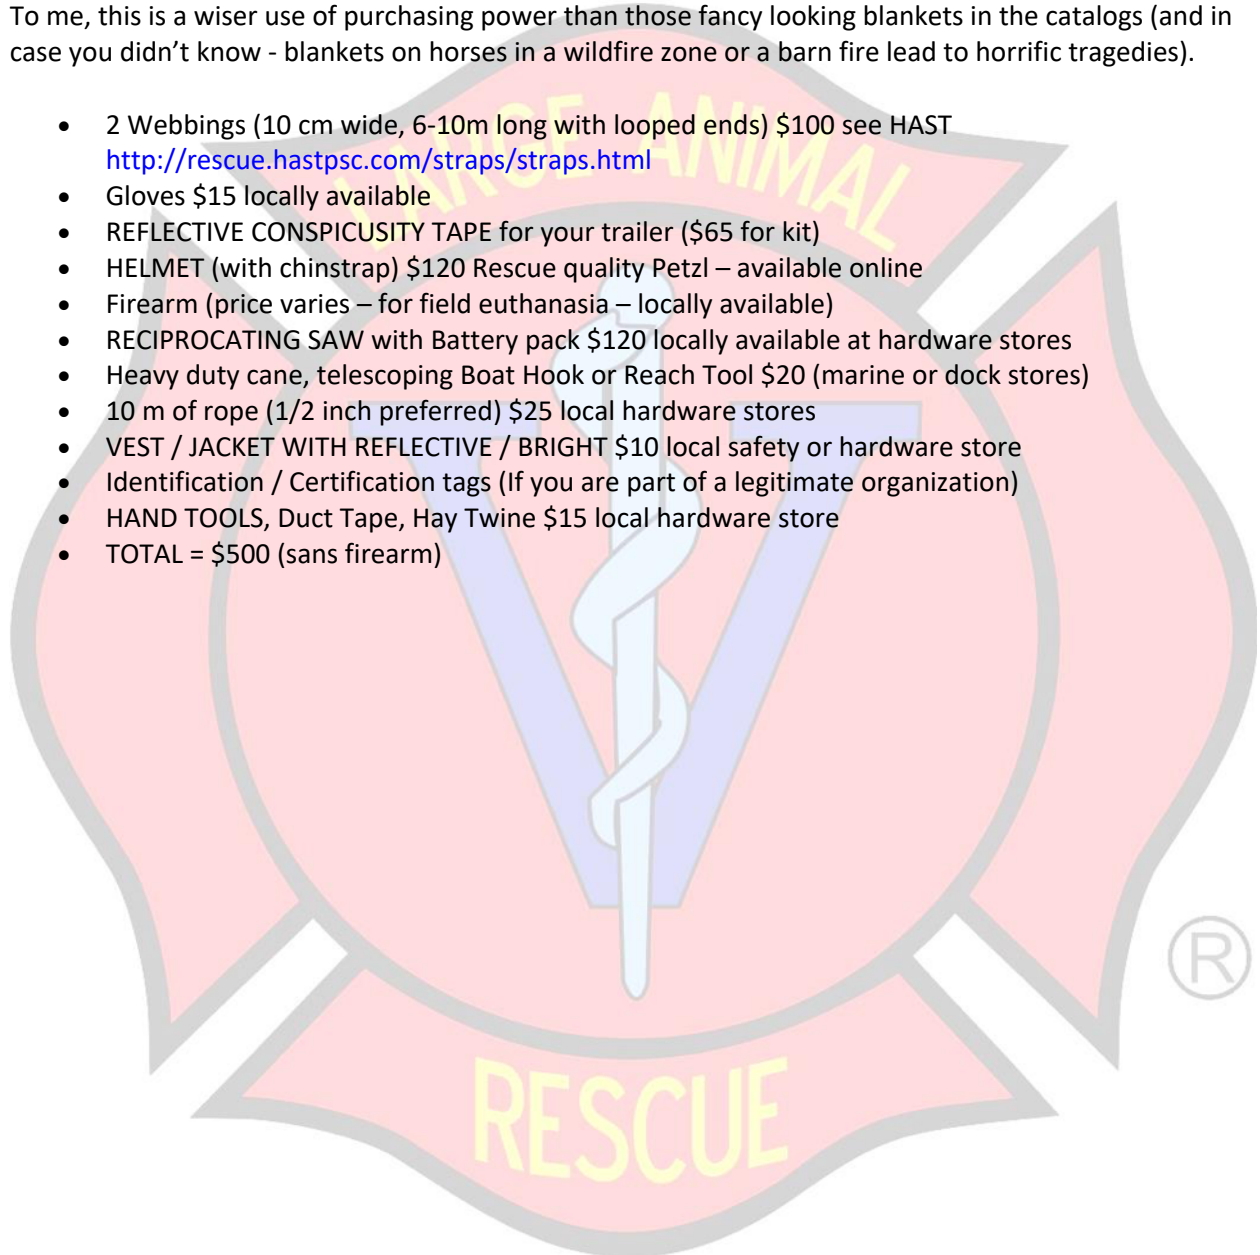 To me, this is a wiser use of purchasing power than those fancy looking blankets in the catalogs (and in
case you didn’t know - blankets on horses in a wildfire zone or a barn fire lead to horrific tragedies).
• 2 Webbings (10 cm wide, 6-10m long with looped ends) $100 see HAST
http://rescue.hastpsc.com/straps/straps.html
• Gloves $15 locally available
• REFLECTIVE CONSPICUSITY TAPE for your trailer ($65 for kit)
• HELMET (with chinstrap) $120 Rescue quality Petzl – available online
• Firearm (price varies – for field euthanasia – locally available)
• RECIPROCATING SAW with Battery pack $120 locally available at hardware stores
• Heavy duty cane, telescoping Boat Hook or Reach Tool $20 (marine or dock stores)
• 10 m of rope (1/2 inch preferred) $25 local hardware stores
• VEST / JACKET WITH REFLECTIVE / BRIGHT $10 local safety or hardware store
• Identification / Certification tags (If you are part of a legitimate organization)
• HAND TOOLS, Duct Tape, Hay Twine $15 local hardware store
• TOTAL = $500 (sans firearm)
LARGE ANIMAL
V
®
RESCUE